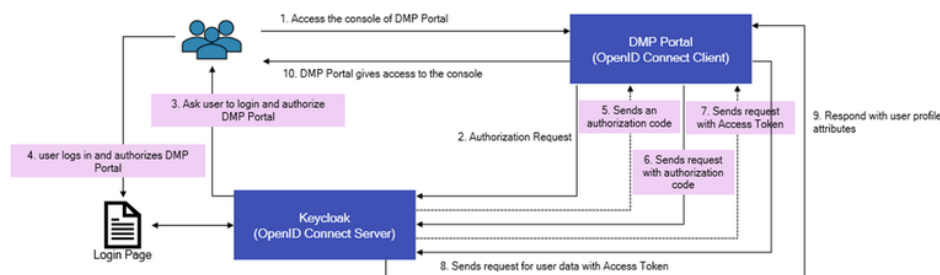 1. Access the console of DMP Portal
DMP Portal
(OpenID Connect Client)
10. DMP Portal gives access to the console
3. Ask user to login and authorize
DMP Portal
5. Sends an
authorization code
7. Sends request
with Access Token
9. Respond with user profile
attributes
2. Authorization Request
4. user logs in and authorizes DMP
Portal
6. Sends request
with authorization
code
Keycloak
(OpenID Connect Server)
Login Page
8. Sends request for user data with Access Token